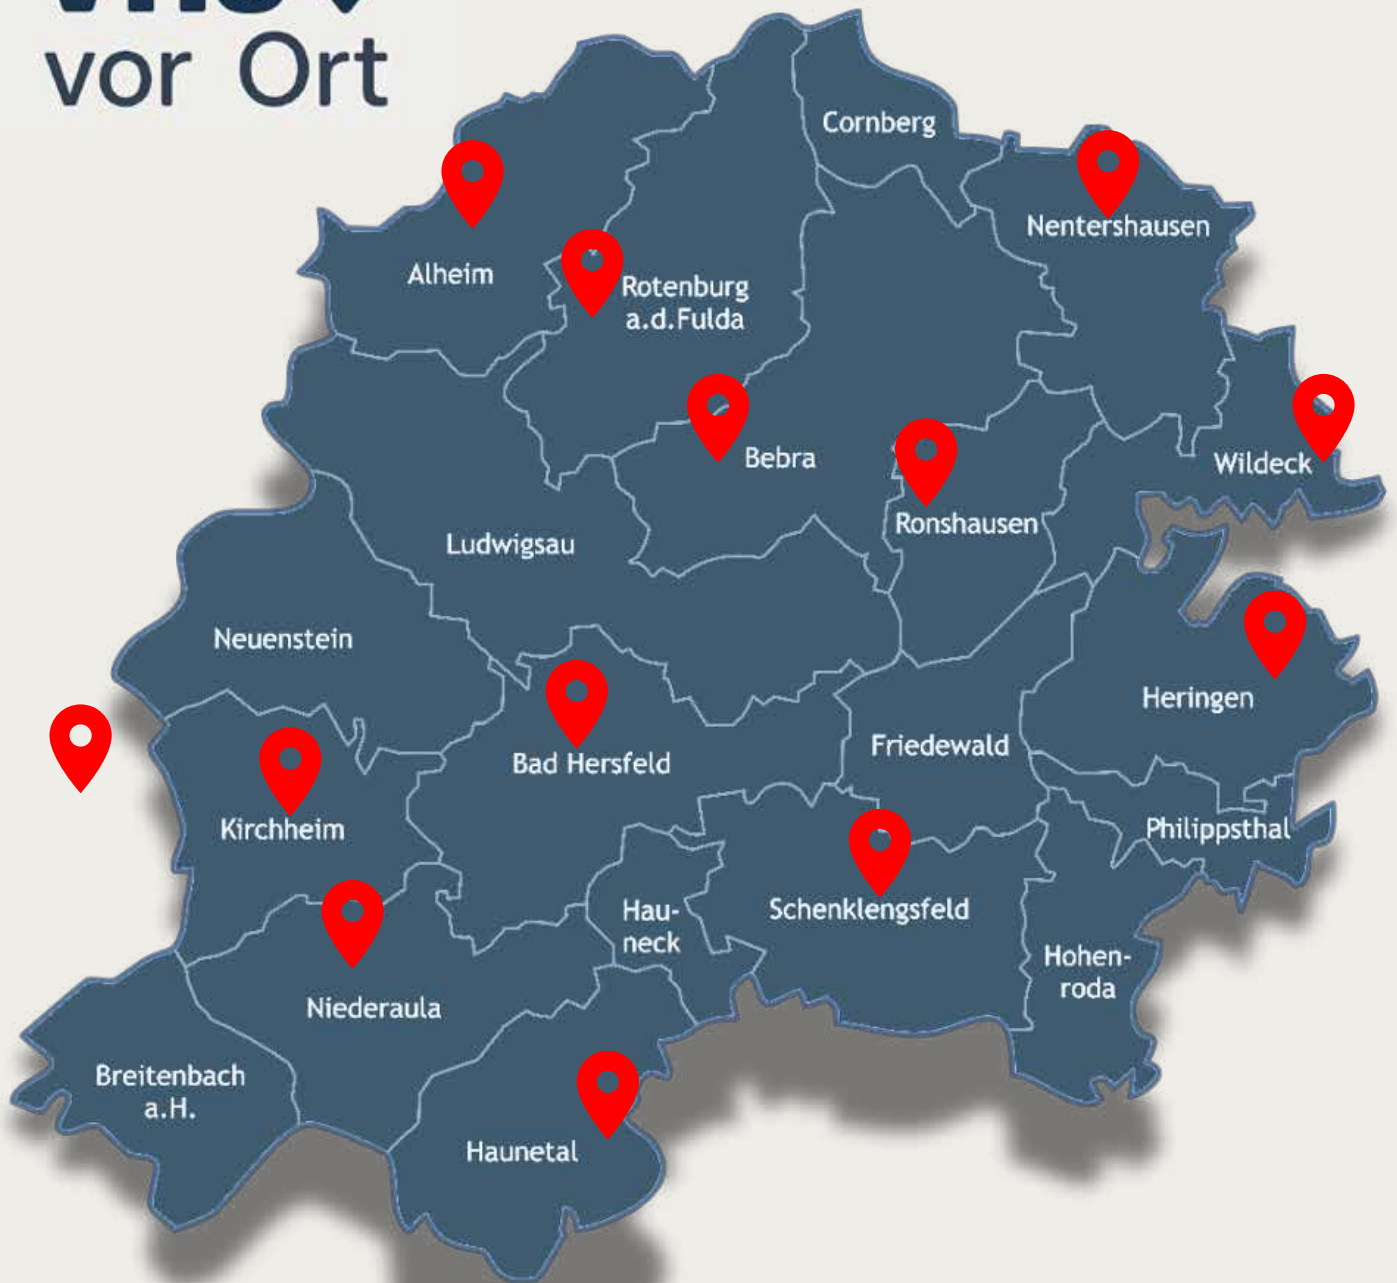 vor Ort
Cornberg
Nentershausen
Alheim
Rotenburg
a.d.Fulda
Bebra
Wildeck
Ronshausen
Ludwigsau
Neuenstein
Heringen
Friedewald
Bad Hersfeld
Kirchheim
Philippsthal
Schenklengsfeld
Hau-
neck
Hohen-
roda
Niederaula
Breitenbach
a.H.
Haunetal